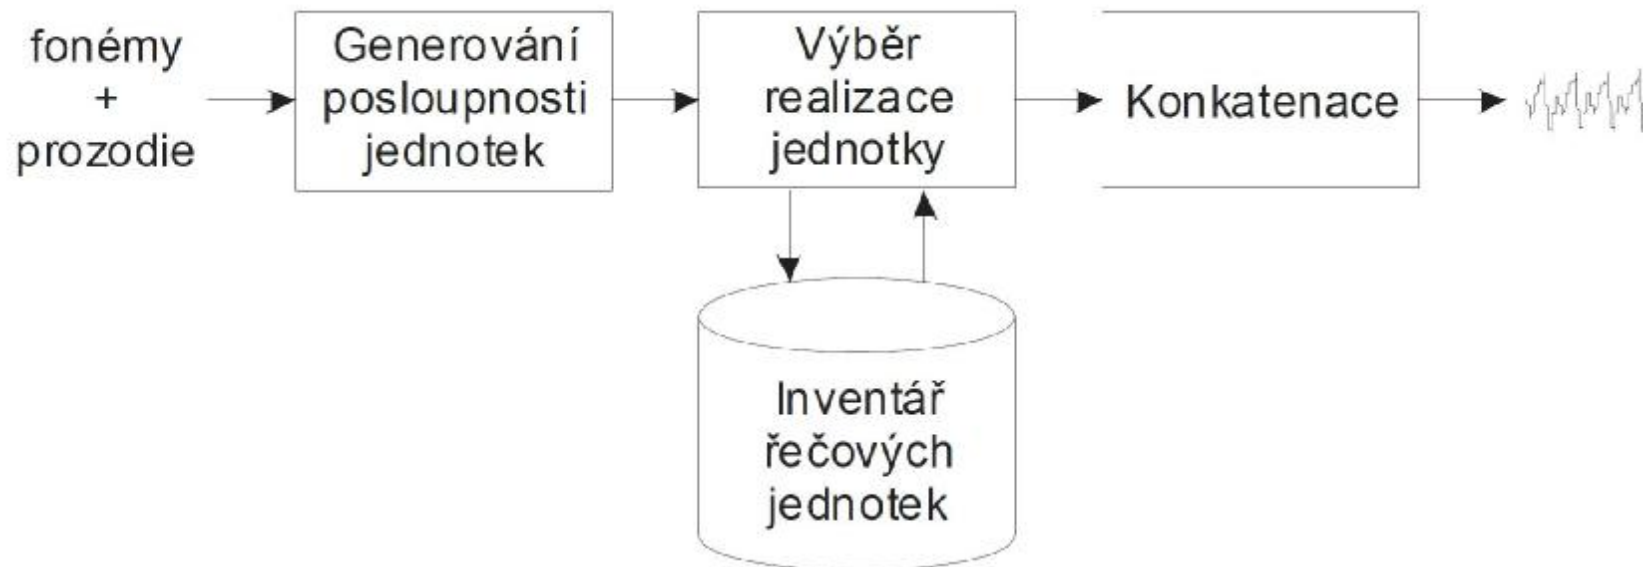 fonémy
+
prozodie
Generování
posloupnosti
jednotek
Výběr
realizace
jednotky
Konkatenace
Inventář
řečových
jednotek